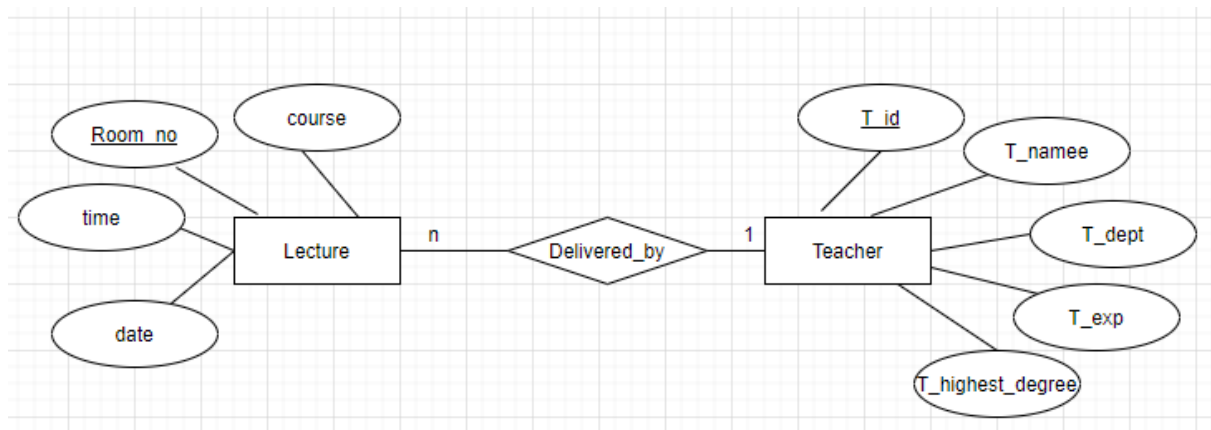 course
T_id
Room_no
T_namee
time
n
1
T_dept
Lecture
Delivered_by
Teacher
T_exp
date
T_highest_degree